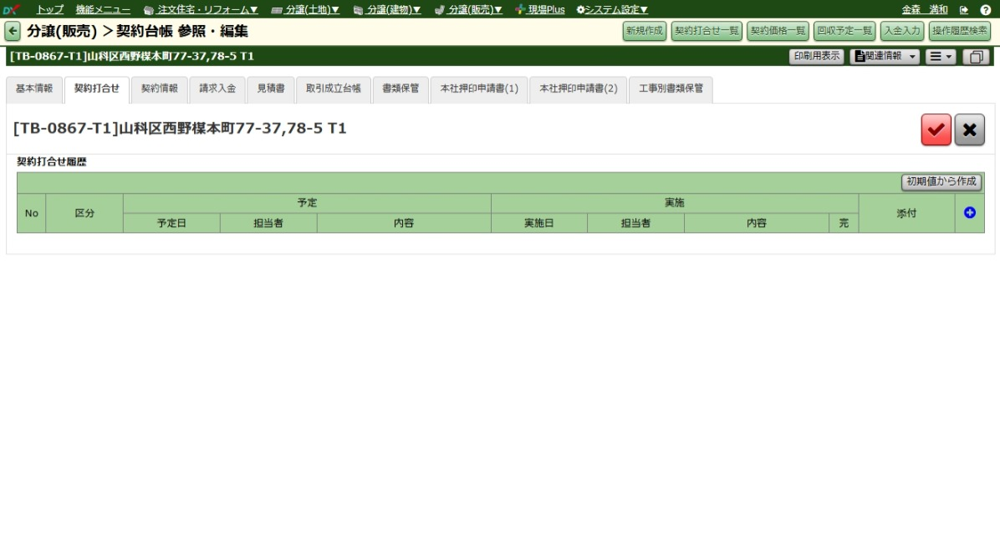 DX トップ 機能メニュー 注文住宅・リフォーム▼ 分譲(土地)▼ 分譲(建物)▼ 分譲(販売)▼ 現場Plus システム設定▼ 金森 満和
分譲(販売) ＞契約台帳 参照・編集 新規作成 契約打合せ一覧 契約価格一覧 回収予定一覧 入金入力 操作履歴検索
[TB-0867-T1]山科区西野楳本町77-37,78-5 T1 印刷用表示 関連情報
基本情報 契約打合せ 契約情報 請求入金 見積書 取引成立台帳 書類保管 本社押印申請書(1) 本社押印申請書(2) 工事別書類保管
[TB-0867-T1]山科区西野楳本町77-37,78-5 T1
契約打合せ履歴
初期値から作成
No 区分 予定 実施 添付
予定日 担当者 内容 実施日 担当者 内容 完